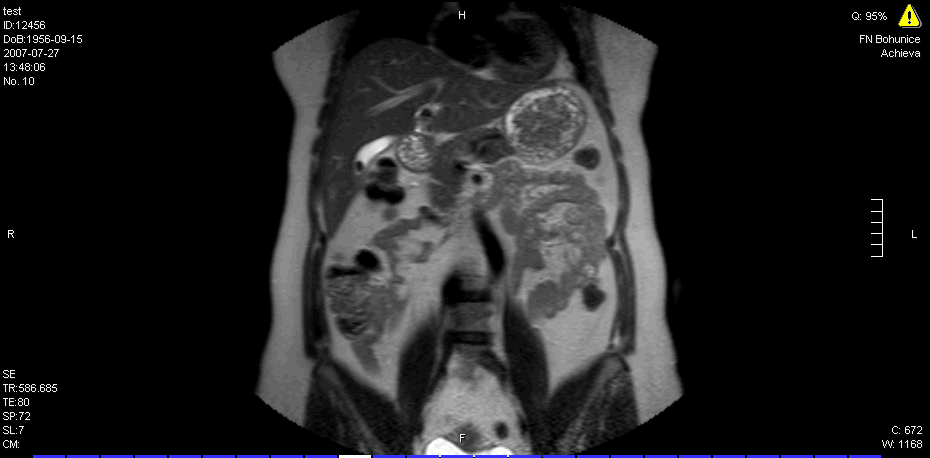 test
ID:12456
DoB:1956-09-15
2007-07-27
13:48:06
No. 10
H
Q: 95%
FN Bohunice
Achieva
R
L
SE
TR:586.685
TE:80
SP:72
SL:7
CM:
F
C: 672
W: 1168